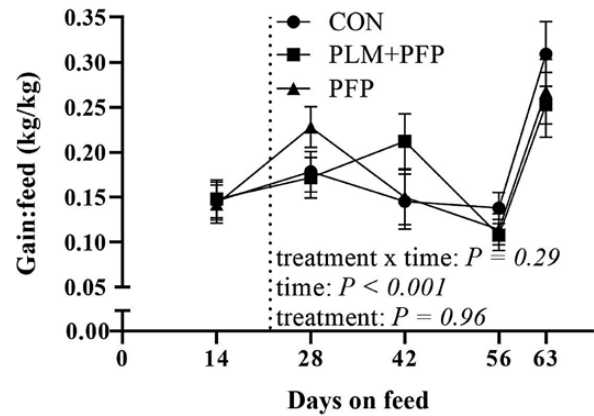 CON
PLM+PFP
PFP
Gain:feed (kg/kg)
0.35
0.30
0.25
0.20
0.15
0.10
0.05
0.00
treatment x time: P = 0.29
time: P < 0.001
treatment: P = 0.96
0 14 28 42 56 63
Days on feed